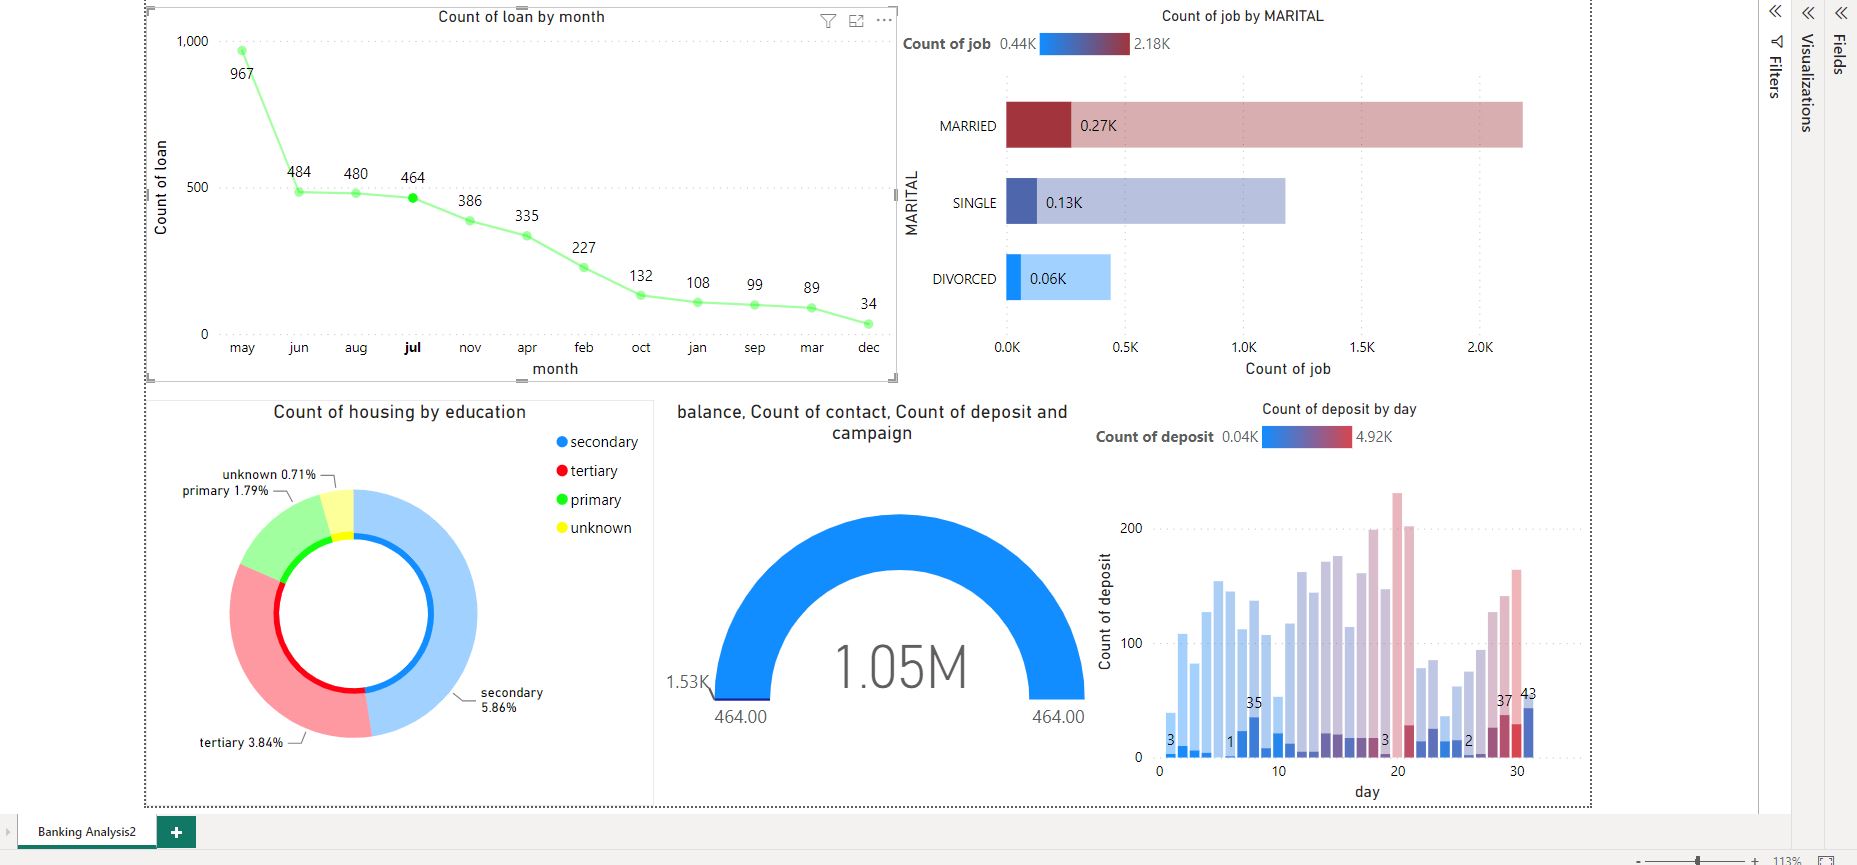 Count of loan by month
1,000
500
0
Count of loan
967
484
480
464
386
335
227
132
108
99
89
34
may
jun
aug
jul
nov
apr
feb
oct
jan
sep
mar
dec
month
Count of job by MARITAL
Count of job 0.44K 2.18K
MARITAL
MARRIED 0.27K
SINGLE 0.13K
DIVORCED 0.06K
0.0K 0.5K 1.0K 1.5K 2.0K
Count of job
Filters
Visualizations
Fields
Count of housing by education
secondary
tertiary
primary
unknown
unknown 0.71%
primary 1.79%
secondary
5.86%
tertiary 3.84%
balance, Count of contact, Count of deposit and
campaign
1.53K
1.05M
464.00
464.00
Count of deposit by day
Count of deposit 0.04K 4.92K
Count of deposit
200
100
0
3
1
35
3
2
37
43
0 10 20 30
day
Banking Analysis2
+
- + 113%